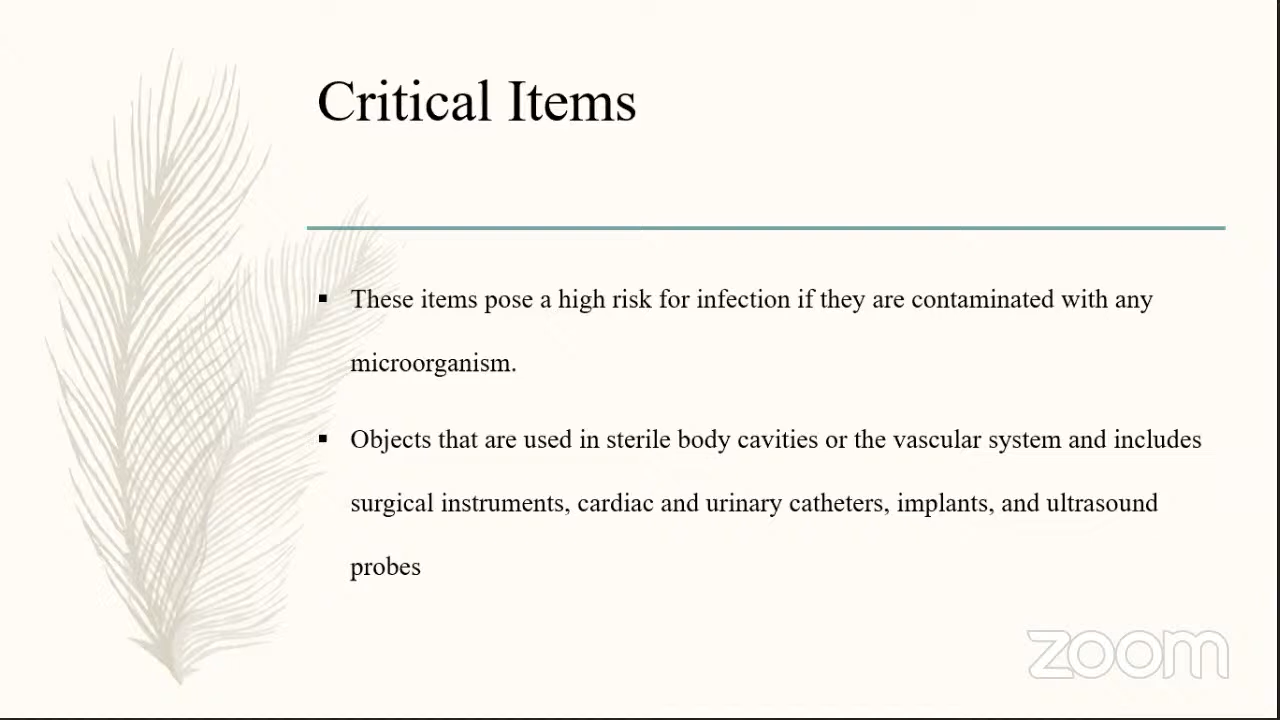 Critical Items
▪ These items pose a high risk for infection if they are contaminated with any
microorganism.
▪ Objects that are used in sterile body cavities or the vascular system and includes
surgical instruments, cardiac and urinary catheters, implants, and ultrasound
probes
zoom